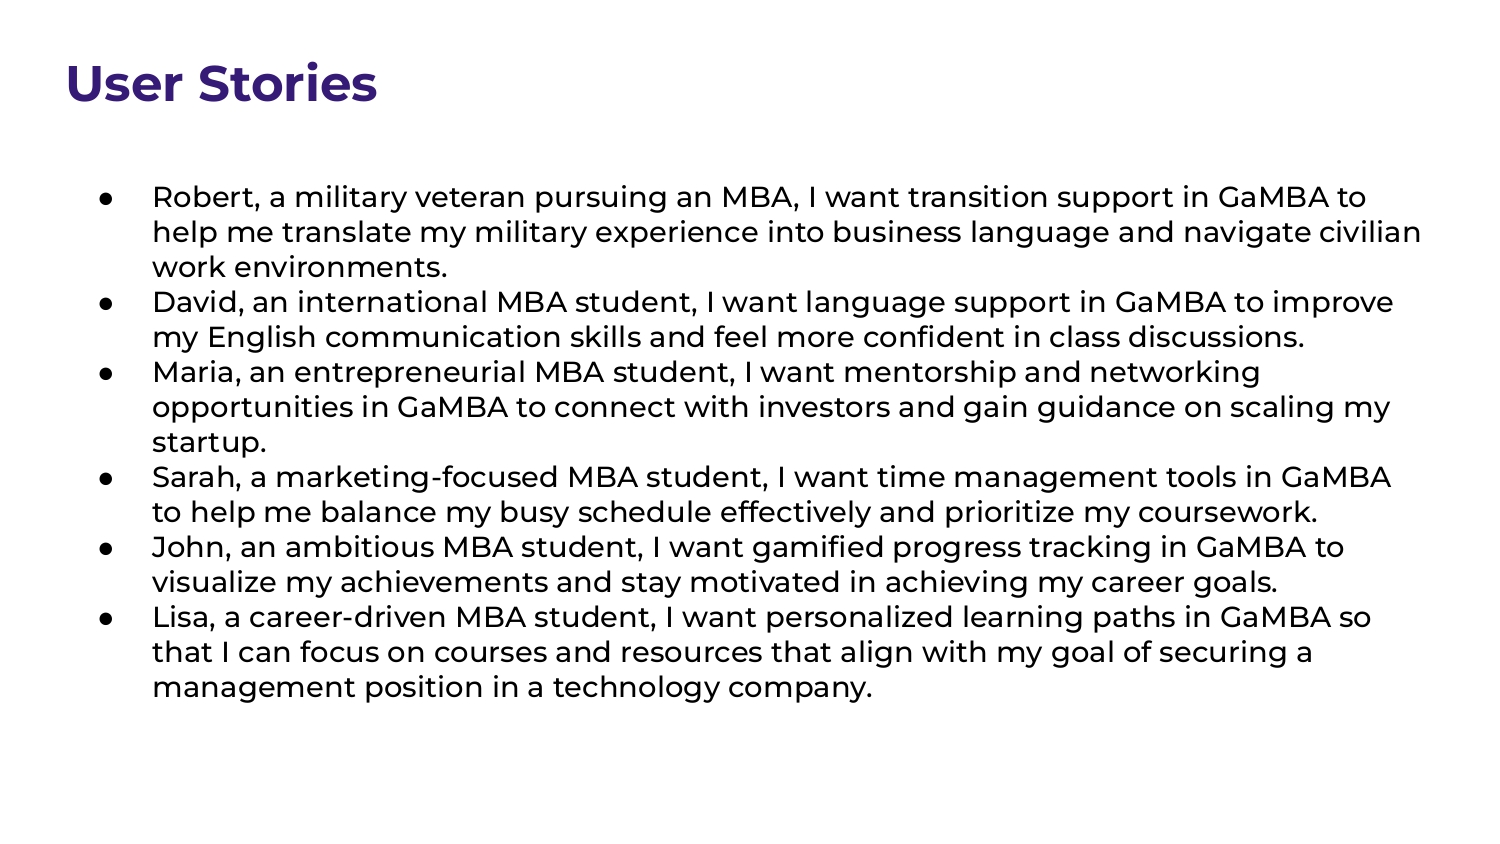 User Stories
● Robert, a military veteran pursuing an MBA, I want transition support in GaMBA to
help me translate my military experience into business language and navigate civilian
work environments.
● David, an international MBA student, I want language support in GaMBA to improve
my English communication skills and feel more confident in class discussions.
● Maria, an entrepreneurial MBA student, I want mentorship and networking
opportunities in GaMBA to connect with investors and gain guidance on scaling my
startup.
● Sarah, a marketing-focused MBA student, I want time management tools in GaMBA
to help me balance my busy schedule effectively and prioritize my coursework.
● John, an ambitious MBA student, I want gamified progress tracking in GaMBA to
visualize my achievements and stay motivated in achieving my career goals.
● Lisa, a career-driven MBA student, I want personalized learning paths in GaMBA so
that I can focus on courses and resources that align with my goal of securing a
management position in a technology company.